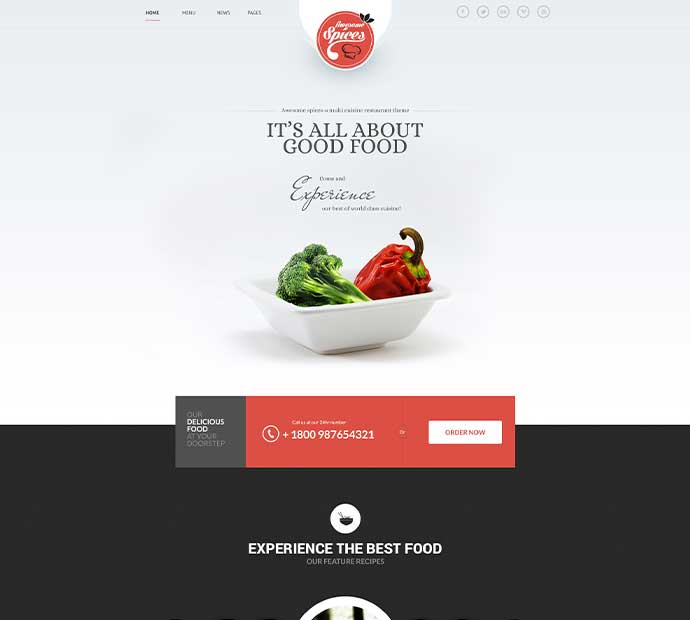 HOME
MENU
NEWS
PAGES
Awesome
Spices
Awesome spices a multi cuisine restaurant theme
IT'S ALL ABOUT
GOOD FOOD
Come and
Experience
our best of world class cuisine!
OUR
DELICIOUS
FOOD
AT YOUR
DOORSTEP
Call us at our 24hr number
+ 1800 987654321
Or
ORDER NOW
EXPERIENCE THE BEST FOOD
OUR FEATURE RECIPES